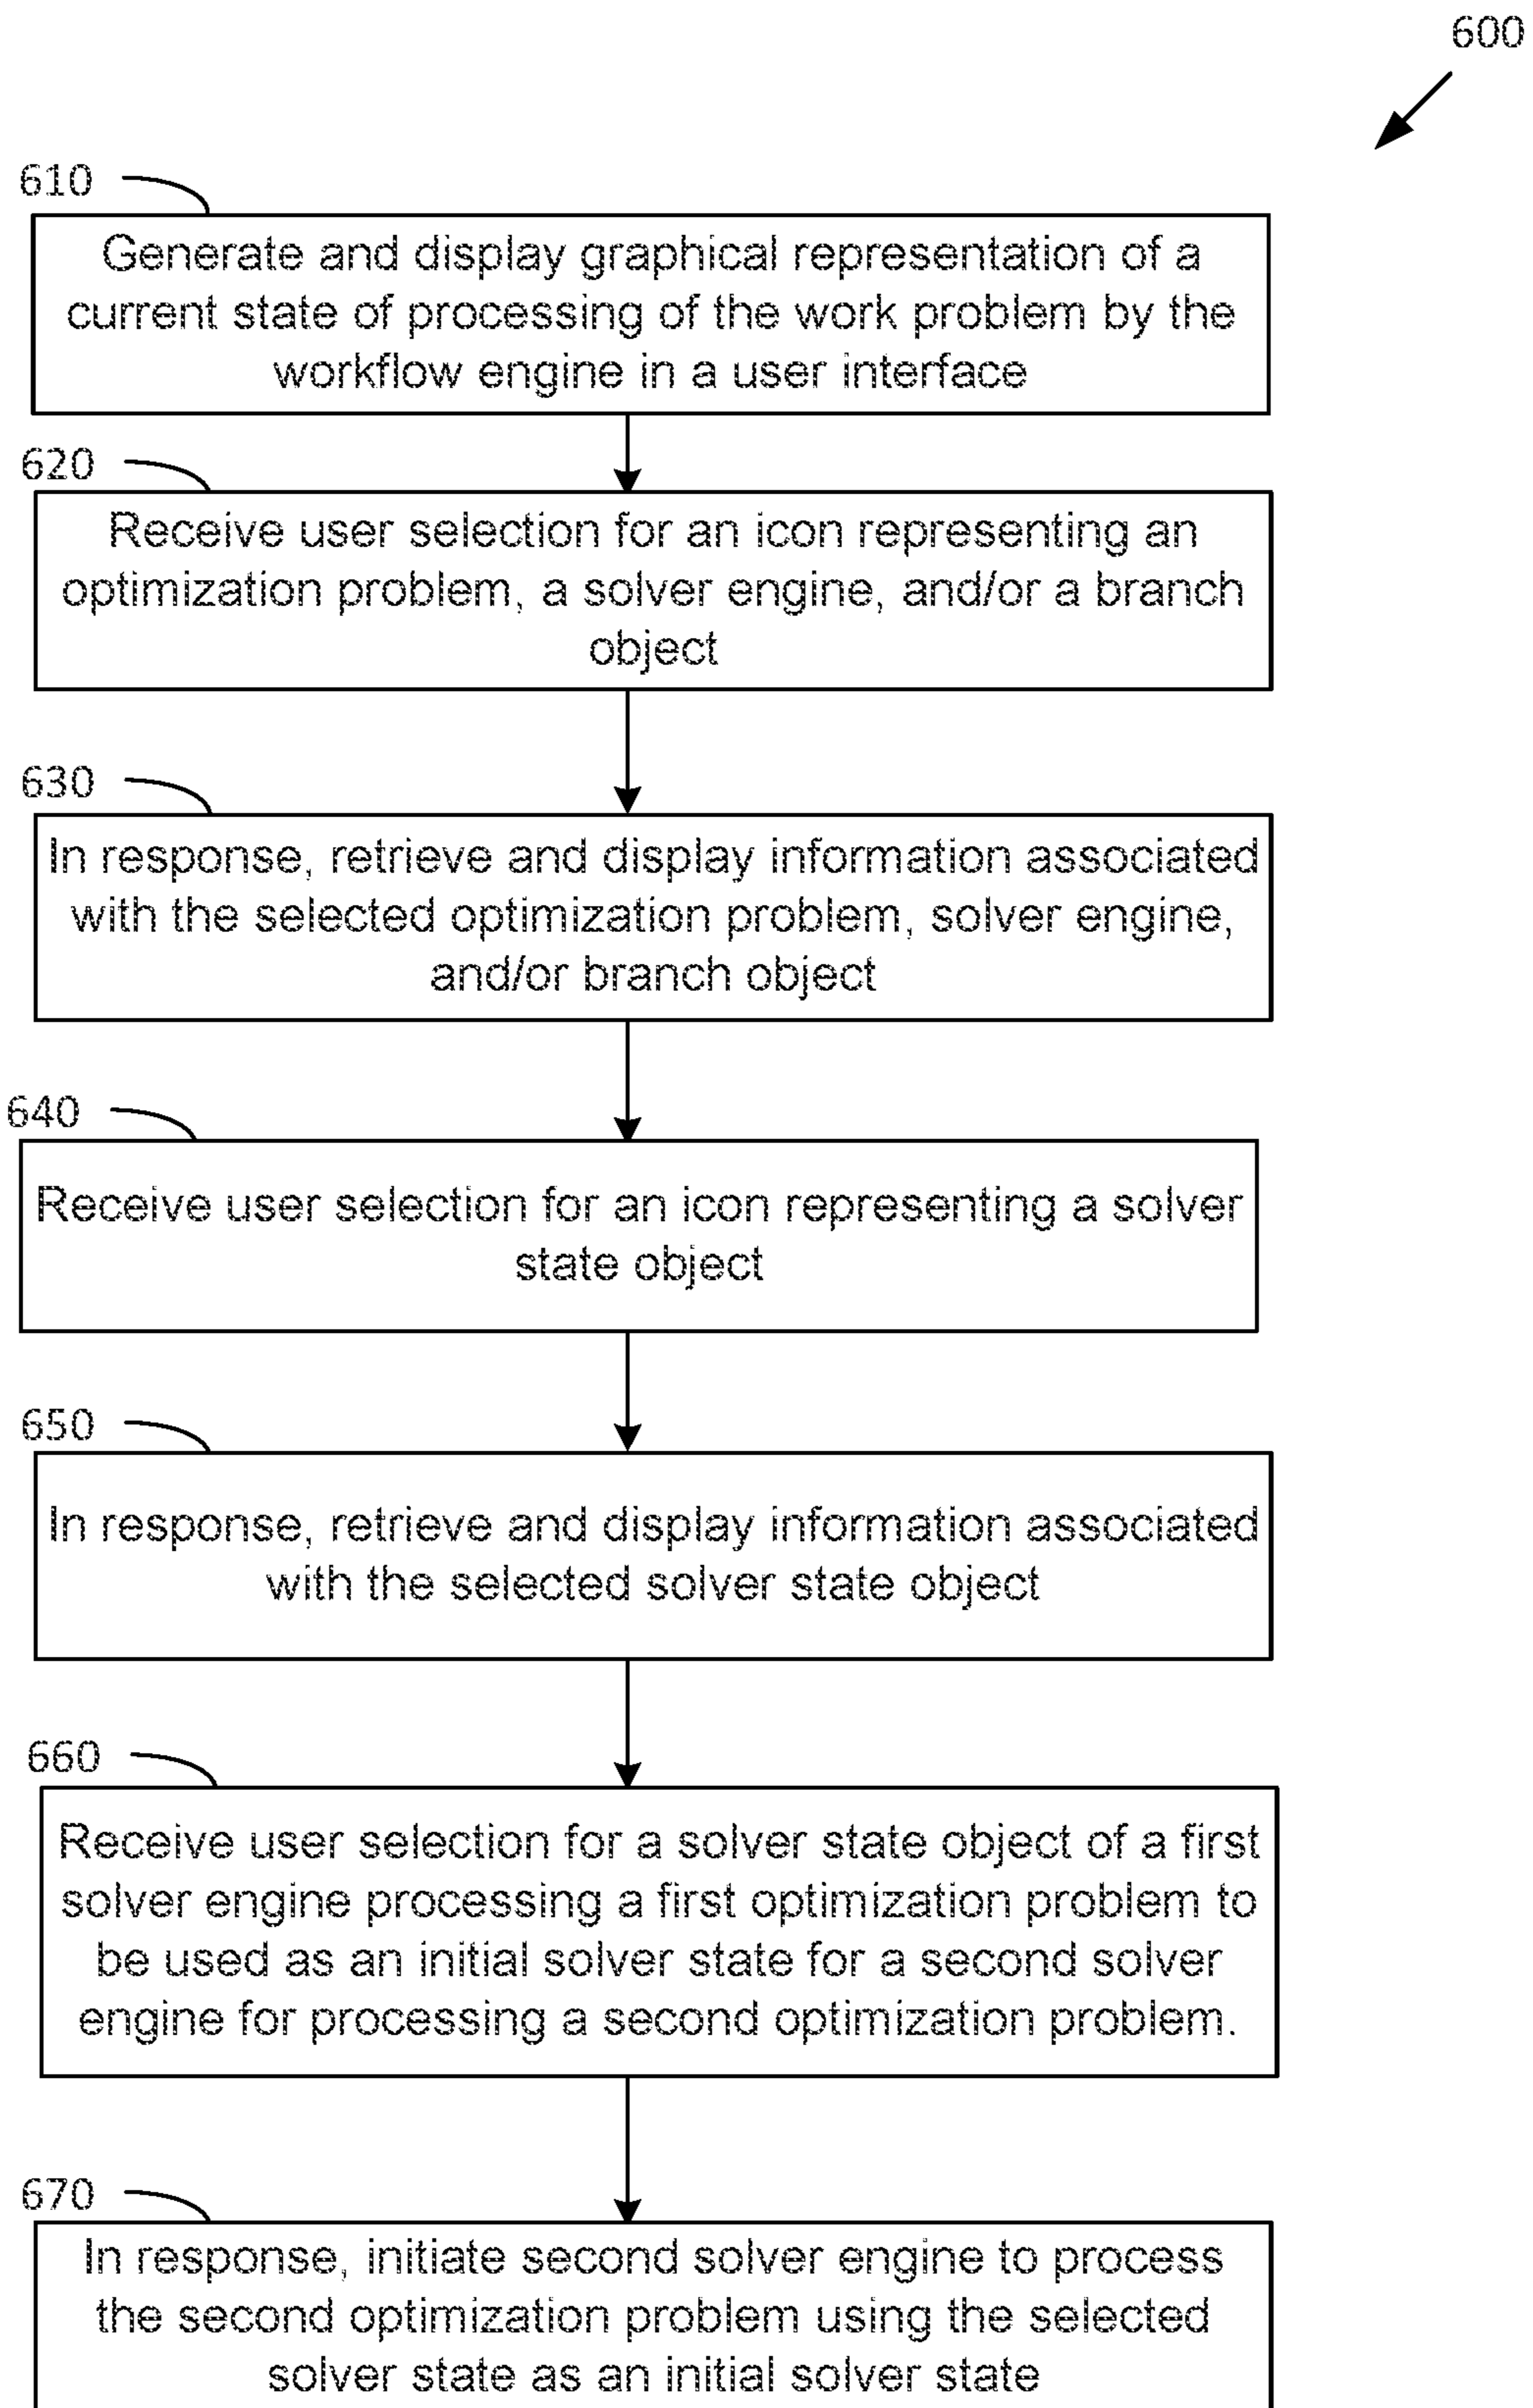 600
610
Generate and display graphical representation of a
current state of processing of the work problem by the
workflow engine in a user interface
620
Receive user selection for an icon representing an
optimization problem, a solver engine, and/or a branch
object
630
In response, retrieve and display information associated
with the selected optimization problem, solver engine,
and/or branch object
640
Receive user selection for an icon representing a solver
state object
650
In response, retrieve and display information associated
with the selected solver state object
660
Receive user selection for a solver state object of a first
solver engine processing a first optimization problem to
be used as an initial solver state for a second solver
engine for processing a second optimization problem.
670
In response, initiate second solver engine to process
the second optimization problem using the selected
solver state as an initial solver state